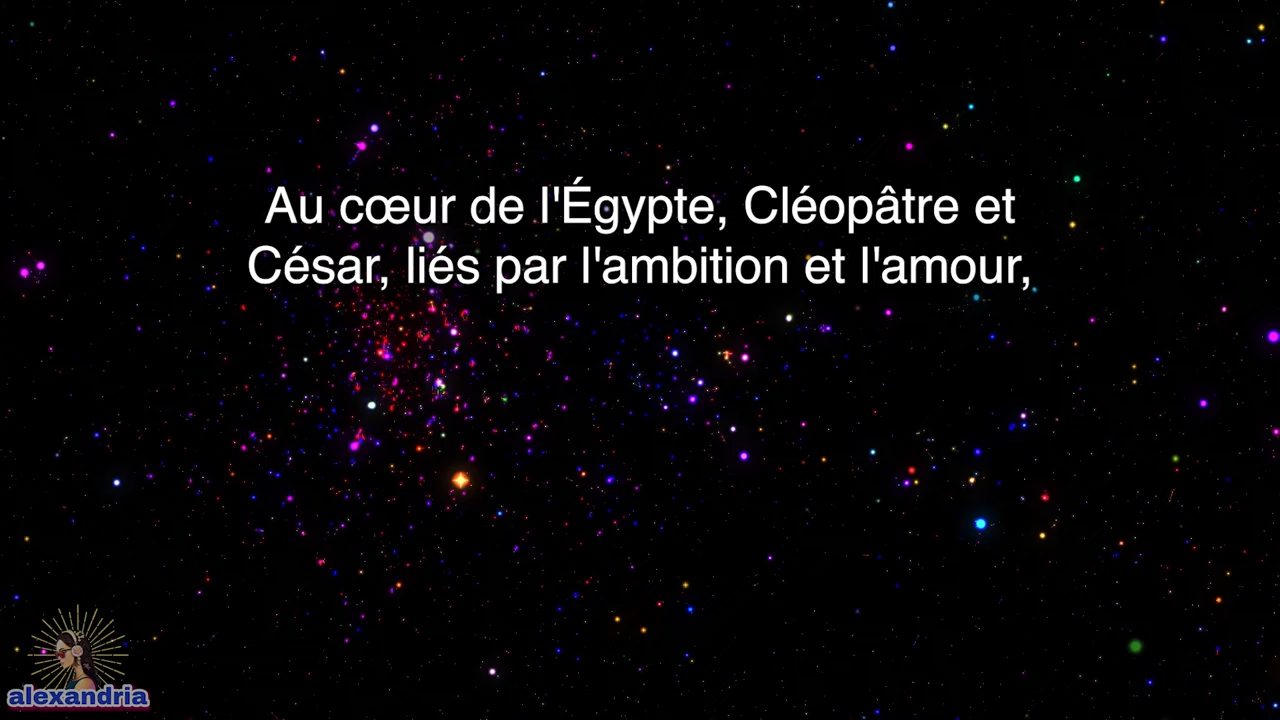 Au cœur de l'Égypte, Cléopâtre et
César, liés par l'ambition et l'amour,
alexandria